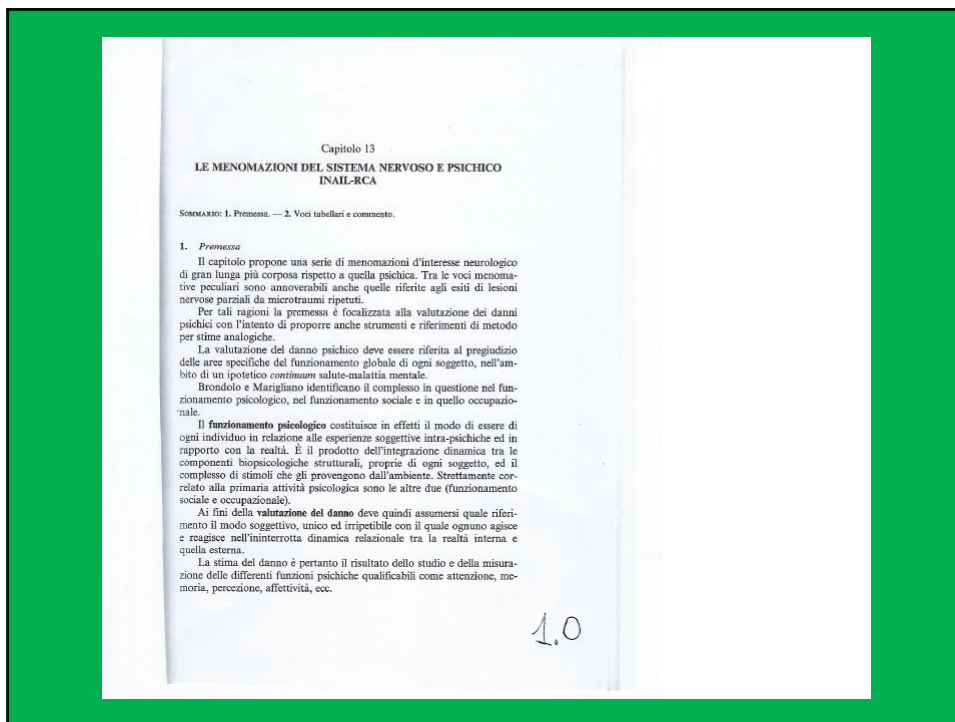 Capitolo 13
LE MENOMAZIONI DEL SISTEMA NERVOSO E PSICHICO
INAIL-RCA
SOMMARIO: 1. Premessa. — 2. Voci tabellari e commento.
1. Premessa
Il capitolo propone una serie di menomazioni d'interesse neurologico
di gran lunga più corposa rispetto a quella psichica. Tra le voci menoma-
tive peculiari sono annoverabili anche quelle riferite agli esiti di lesioni
nervose parziali da microtraumi ripetuti.
Per tali ragioni la premessa è focalizzata alla valutazione dei danni
psichici con l'intento di proporre anche strumenti e riferimenti di metodo
per stime analogiche.
La valutazione del danno psichico deve essere riferita al pregiudizio
delle aree specifiche del funzionamento globale di ogni soggetto, nell'am-
bito di un ipotetico continuum salute-malattia mentale.
Brondolo e Marigliano identificano il complesso in questione nel fun-
zionamento psicologico, nel funzionamento sociale e in quello occupazio-
nale.
Il funzionamento psicologico costituisce in effetti il modo di essere di
ogni individuo in relazione alle esperienze soggettive intra-psichiche ed in
rapporto con la realtà. È il prodotto dell'integrazione dinamica tra le
componenti biopsicologiche strutturali, proprie di ogni soggetto, ed il
complesso di stimoli che gli provengono dall'ambiente. Strettamente cor-
relato alla primaria attività psicologica sono le altre due (funzionamento
sociale e occupazionale).
Ai fini della valutazione del danno deve quindi assumersi quale riferi-
mento il modo soggettivo, unico ed irripetibile con il quale ognuno agisce
e reagisce nell'ininterrotta dinamica relazionale tra la realtà interna e
quella esterna.
La stima del danno è pertanto il risultato dello studio e della misura-
zione delle differenti funzioni psichiche qualificabili come attenzione, me-
moria, percezione, affettività, ecc.
1.0